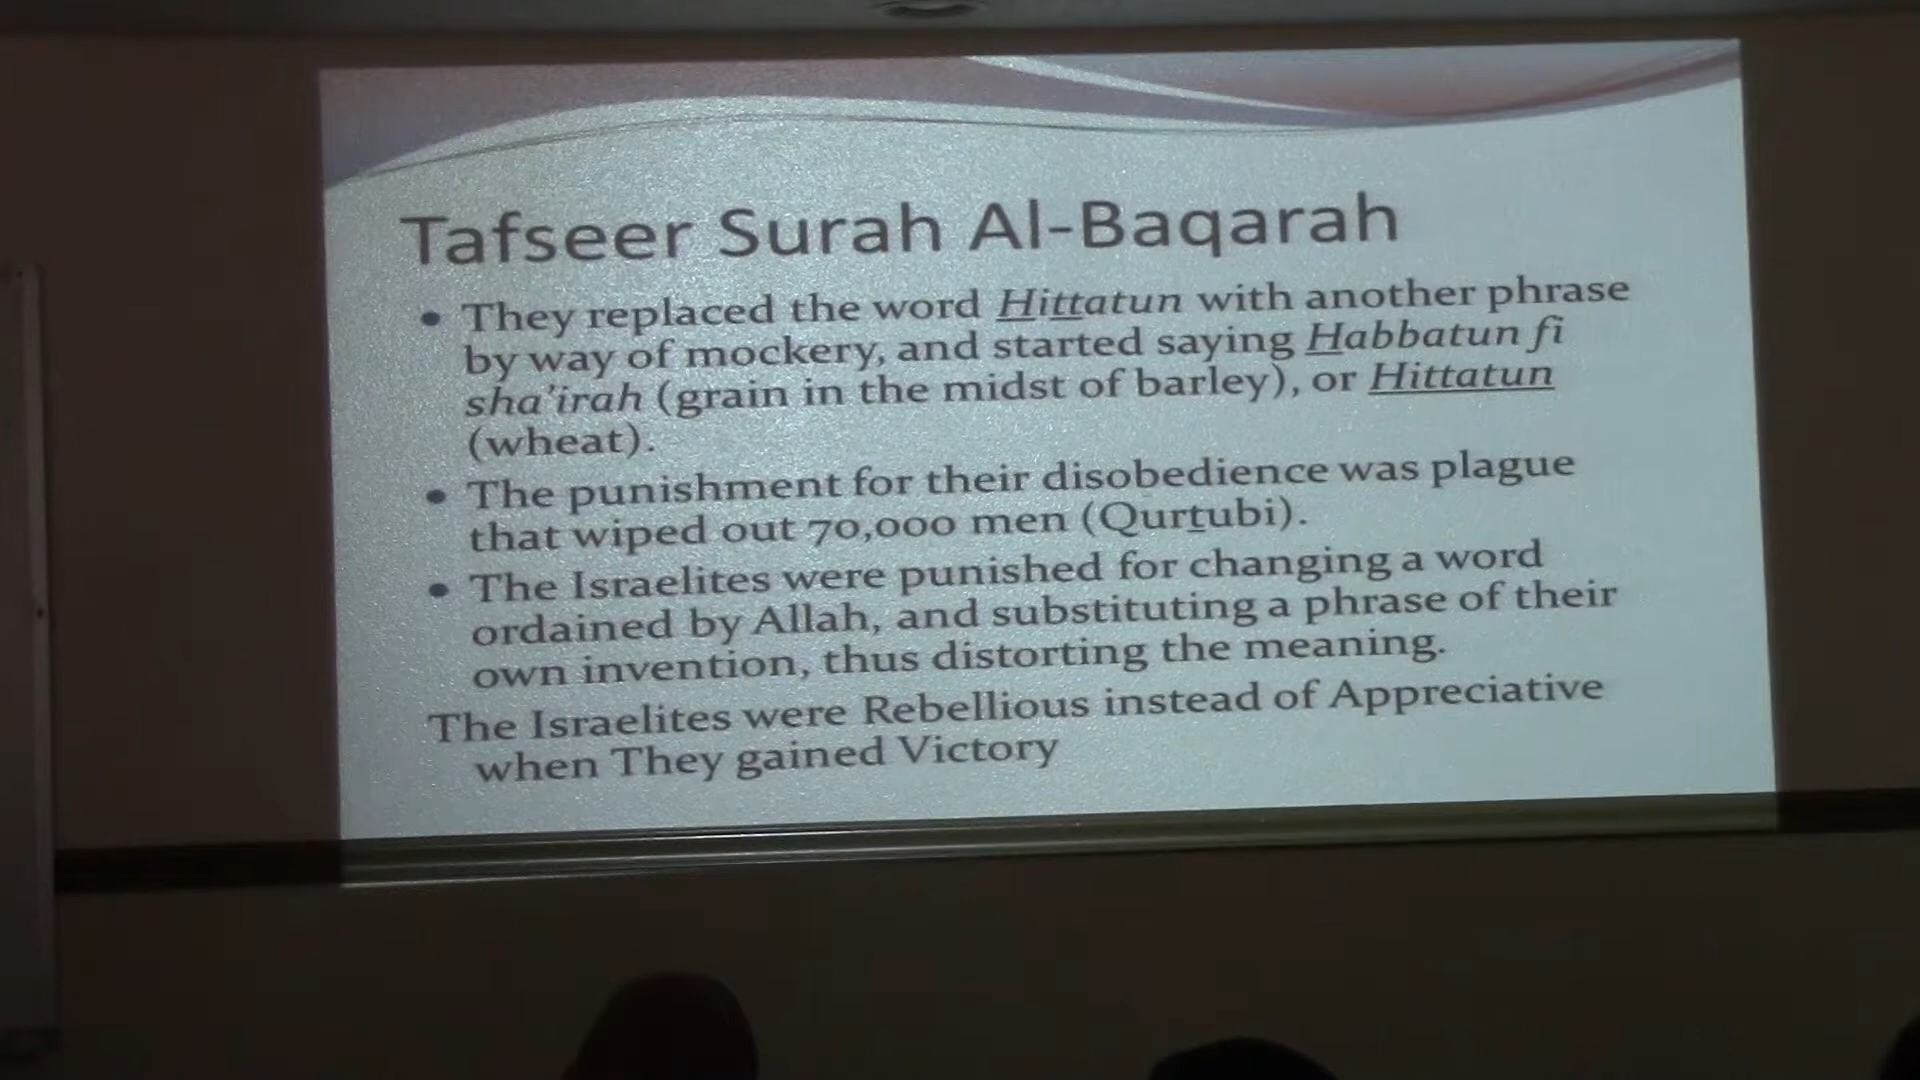 Tafseer Surah Al-Baqarah
• They replaced the word Hittatun with another phrase
by way of mockery, and started saying Habbatun fi
sha'irah (grain in the midst of barley), or Hittatun
(wheat).
• The punishment for their disobedience was plague
that wiped out 70,000 men (Qurtubi).
• The Israelites were punished for changing a word
ordained by Allah, and substituting a phrase of their
own invention, thus distorting the meaning.
The Israelites were Rebellious instead of Appreciative
when They gained Victory